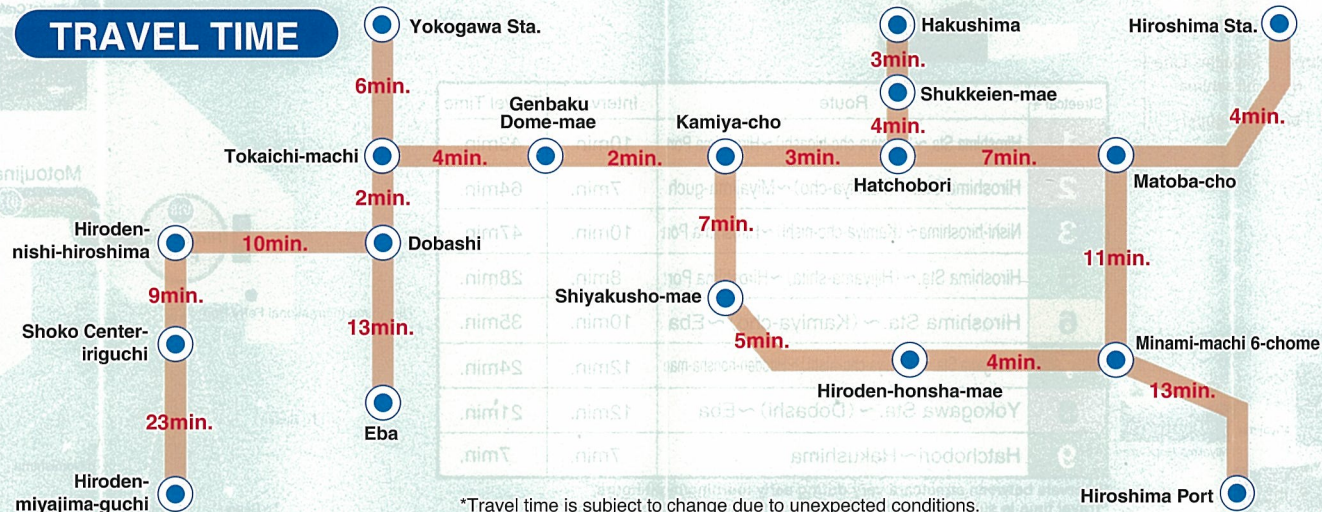 TRAVEL TIME
Yokogawa Sta.
Hakushima
Hiroshima Sta.
6min.
3min.
Shukkeien-mae
4min.
4min.
Genbaku
Dome-mae
Kamiya-cho
Tokaichi-machi
4min.
2min.
3min.
Hatchobori
7min.
Matoba-cho
2min.
Hiroden-
nishi-hiroshima
10min.
Dobashi
7min.
11min.
9min.
Shiyakusho-mae
Shoko Center-
iriguchi
13min.
5min.
Hiroden-honsha-mae
4min.
Minami-machi 6-chome
13min.
23min.
Eba
Hiroden-
miyajima-guchi
Hiroshima Port
*Travel time is subject to change due to unexpected conditions.